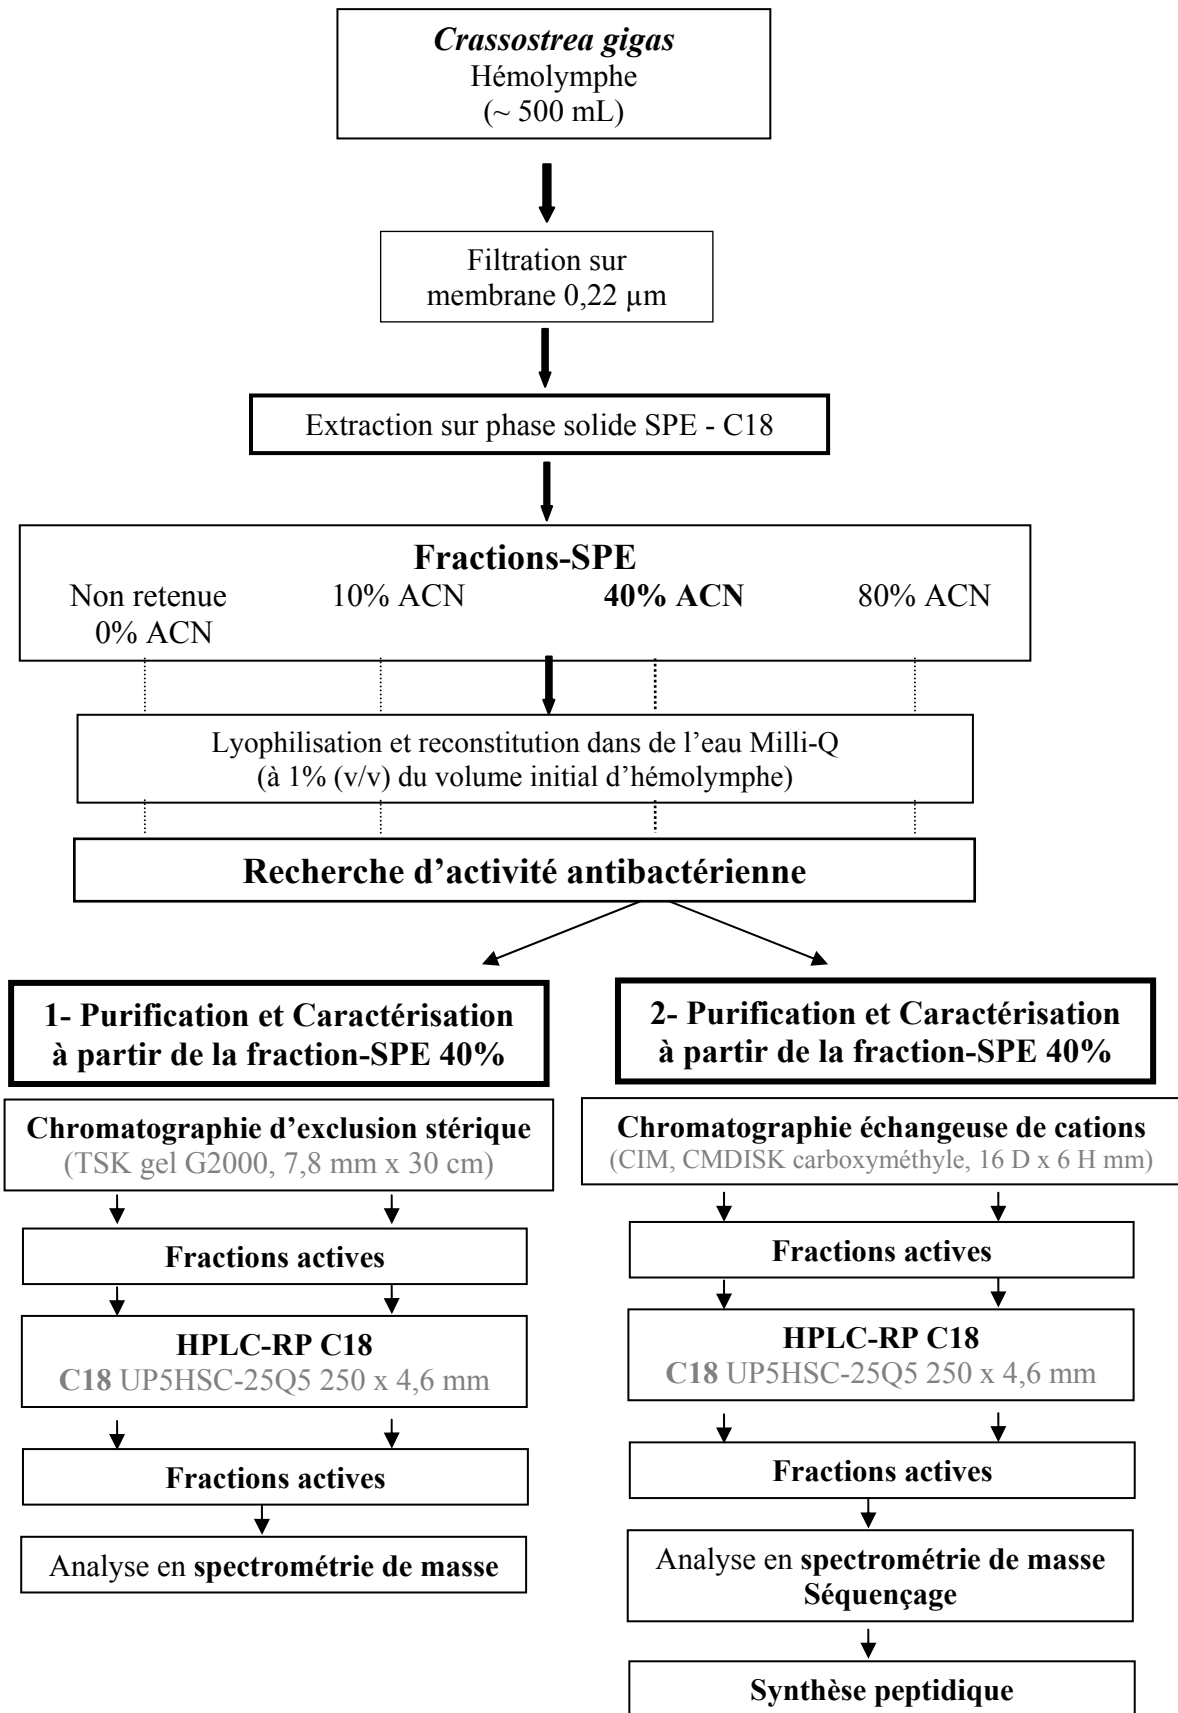 Crassostrea gigas
Hémolymphe
(~ 500 mL)
Filtration sur
membrane 0,22 µm
Extraction sur phase solide SPE - C18
Fractions-SPE
Non retenue 10% ACN 40% ACN 80% ACN
0% ACN
Lyophilisation et reconstitution dans de l’eau Milli-Q
(à 1% (v/v) du volume initial d’hémolymphe)
Recherche d’activité antibactérienne
1- Purification et Caractérisation
à partir de la fraction-SPE 40%
Chromatographie d’exclusion stérique
(TSK gel G2000, 7,8 mm x 30 cm)
Fractions actives
HPLC-RP C18
C18 UP5HSC-25Q5 250 x 4,6 mm
Fractions actives
Analyse en spectrométrie de masse
2- Purification et Caractérisation
à partir de la fraction-SPE 40%
Chromatographie échangeuse de cations
(CIM, CMDISK carboxyméthyle, 16 D x 6 H mm)
Fractions actives
HPLC-RP C18
C18 UP5HSC-25Q5 250 x 4,6 mm
Fractions actives
Analyse en spectrométrie de masse
Séquençage
Synthèse peptidique